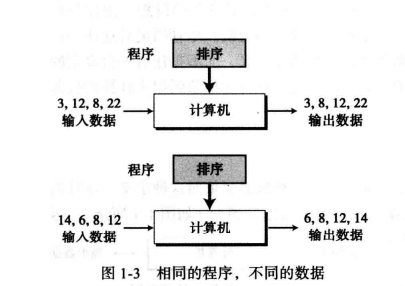 程序 排序
3, 12, 8, 22 计算机 3, 8, 12, 22
输入数据 输出数据
程序 排序
14, 6, 8, 12 计算机 6, 8, 12, 14
输入数据 输出数据
图 1-3 相同的程序，不同的数据